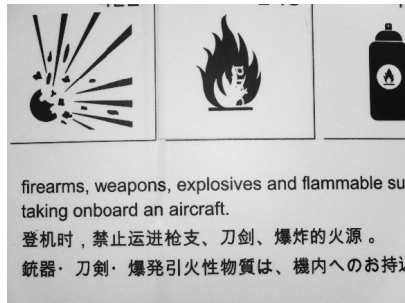 firearms, weapons, explosives and flammable su
taking onboard an aircraft.
登机时，禁止运进枪支、刀剑、爆炸的火源。
銃器・刀剣・爆発引火性物質は、機内へのお持込